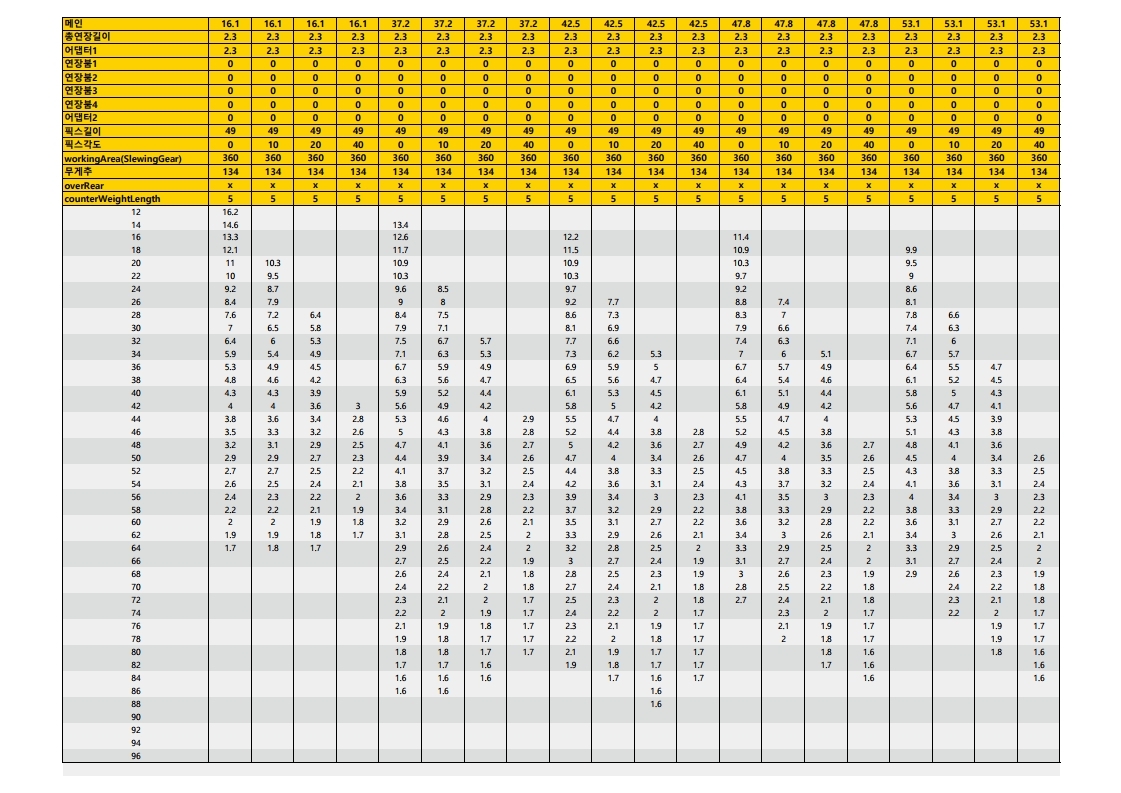 메인 16.1 16.1 16.1 16.1 37.2 37.2 37.2 37.2 42.5 42.5 42.5 42.5 47.8 47.8 47.8 47.8 53.1 53.1 53.1 53.1
총연장길이 2.3 2.3 2.3 2.3 2.3 2.3 2.3 2.3 2.3 2.3 2.3 2.3 2.3 2.3 2.3 2.3 2.3 2.3 2.3 2.3
어댑터1 2.3 2.3 2.3 2.3 2.3 2.3 2.3 2.3 2.3 2.3 2.3 2.3 2.3 2.3 2.3 2.3 2.3 2.3 2.3 2.3
연장붐1 0 0 0 0 0 0 0 0 0 0 0 0 0 0 0 0 0 0 0 0
연장붐2 0 0 0 0 0 0 0 0 0 0 0 0 0 0 0 0 0 0 0 0
연장붐3 0 0 0 0 0 0 0 0 0 0 0 0 0 0 0 0 0 0 0 0
연장붐4 0 0 0 0 0 0 0 0 0 0 0 0 0 0 0 0 0 0 0 0
어댑터2 0 0 0 0 0 0 0 0 0 0 0 0 0 0 0 0 0 0 0 0
픽스길이 49 49 49 49 49 49 49 49 49 49 49 49 49 49 49 49 49 49 49 49
픽스각도 0 10 20 40 0 10 20 40 0 10 20 40 0 10 20 40 0 10 20 40
workingArea(SlewingGear) 360 360 360 360 360 360 360 360 360 360 360 360 360 360 360 360 360 360 360 360
무게추 134 134 134 134 134 134 134 134 134 134 134 134 134 134 134 134 134 134 134 134
overRear x x x x x x x x x x x x x x x x x x x x
counterWeightLength 5 5 5 5 5 5 5 5 5 5 5 5 5 5 5 5 5 5 5 5
12 16.2
14 14.6 13.4
16 13.3 12.6 12.2 11.4
18 12.1 11.7 11.5 10.9 9.9
20 11 10.3 10.9 10.9 10.3 9.5
22 10 9.5 10.3 10.3 9.7 9
24 9.2 8.7 9.6 8.5 9.7 9.2 8.6
26 8.4 7.9 9 8 9.2 7.7 8.8 7.4 8.1
28 7.6 7.2 6.4 8.4 7.5 8.6 7.3 8.3 7 7.8 6.6
30 7 6.5 5.8 7.9 7.1 8.1 6.9 7.9 6.6 7.4 6.3
32 6.4 6 5.3 7.5 6.7 5.7 7.7 6.6 7.4 6.3 7.1 6
34 5.9 5.4 4.9 7.1 6.3 5.3 7.3 6.2 5.3 7 6 5.1 6.7 5.7
36 5.3 4.9 4.5 6.7 5.9 4.9 6.9 5.9 5 6.7 5.7 4.9 6.4 5.5 4.7
38 4.8 4.6 4.2 6.3 5.6 4.7 6.5 5.6 4.7 6.4 5.4 4.6 6.1 5.2 4.5
40 4.3 4.3 3.9 5.9 5.2 4.4 6.1 5.3 4.5 6.1 5.1 4.4 5.8 5 4.3
42 4 4 3.6 3 5.6 4.9 4.2 5.8 5 4.2 5.8 4.9 4.2 5.6 4.7 4.1
44 3.8 3.6 3.4 2.8 5.3 4.6 4 2.9 5.5 4.7 4 5.5 4.7 4 5.3 4.5 3.9
46 3.5 3.3 3.2 2.6 5 4.3 3.8 2.8 5.2 4.4 3.8 2.8 5.2 4.5 3.8 5.1 4.3 3.8
48 3.2 3.1 2.9 2.5 4.7 4.1 3.6 2.7 5 4.2 3.6 2.7 4.9 4.2 3.6 2.7 4.8 4.1 3.6
50 2.9 2.9 2.7 2.3 4.4 3.9 3.4 2.6 4.7 4 3.4 2.6 4.7 4 3.5 2.6 4.5 4 3.4 2.6
52 2.7 2.7 2.5 2.2 4.1 3.7 3.2 2.5 4.4 3.8 3.3 2.5 4.5 3.8 3.3 2.5 4.3 3.8 3.3 2.5
54 2.6 2.5 2.4 2.1 3.8 3.5 3.1 2.4 4.2 3.6 3.1 2.4 4.3 3.7 3.2 2.4 4.1 3.6 3.1 2.4
56 2.4 2.3 2.2 2 3.6 3.3 2.9 2.3 3.9 3.4 3 2.3 4.1 3.5 3 2.3 4 3.4 3 2.3
58 2.2 2.2 2.1 1.9 3.4 3.1 2.8 2.2 3.7 3.2 2.9 2.2 3.8 3.3 2.9 2.2 3.8 3.3 2.9 2.2
60 2 2 1.9 1.8 3.2 2.9 2.6 2.1 3.5 3.1 2.7 2.2 3.6 3.2 2.8 2.2 3.6 3.1 2.7 2.2
62 1.9 1.9 1.8 1.7 3.1 2.8 2.5 2 3.3 2.9 2.6 2.1 3.4 3 2.6 2.1 3.4 3 2.6 2.1
64 1.7 1.8 1.7 2.9 2.6 2.4 2 3.2 2.8 2.5 2 3.3 2.9 2.5 2 3.3 2.9 2.5 2
66 2.7 2.5 2.2 1.9 3 2.7 2.4 1.9 3.1 2.7 2.4 2 3.1 2.7 2.4 2
68 2.6 2.4 2.1 1.8 2.8 2.5 2.3 1.9 3 2.6 2.3 1.9 2.9 2.6 2.3 1.9
70 2.4 2.2 2 1.8 2.7 2.4 2.1 1.8 2.8 2.5 2.2 1.8 2.4 2.2 1.8
72 2.3 2.1 2 1.7 2.5 2.3 2 1.8 2.7 2.4 2.1 1.8 2.3 2.1 1.8
74 2.2 2 1.9 1.7 2.4 2.2 2 1.7 2.3 2 1.7 2.2 2 1.7
76 2.1 1.9 1.8 1.7 2.3 2.1 1.9 1.7 2.1 1.9 1.7 1.9 1.7
78 1.9 1.8 1.7 1.7 2.2 2 1.8 1.7 2 1.8 1.7 1.9 1.7
80 1.8 1.8 1.7 1.7 2.1 1.9 1.7 1.7 1.8 1.6 1.8 1.6
82 1.7 1.7 1.6 1.9 1.8 1.7 1.7 1.7 1.6 1.6
84 1.6 1.6 1.6 1.7 1.6 1.7 1.6 1.6
86 1.6 1.6 1.6
88 1.6
90
92
94
96